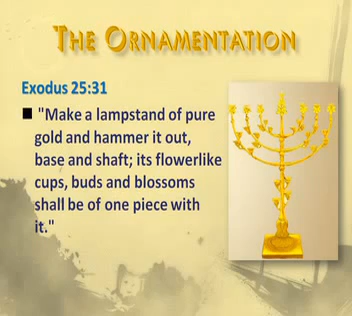 THE ORNAMENTATION
Exodus 25:31
"Make a lampstand of pure
gold and hammer it out,
base and shaft; its flowerlike
cups, buds and blossoms
shall be of one piece with
it."